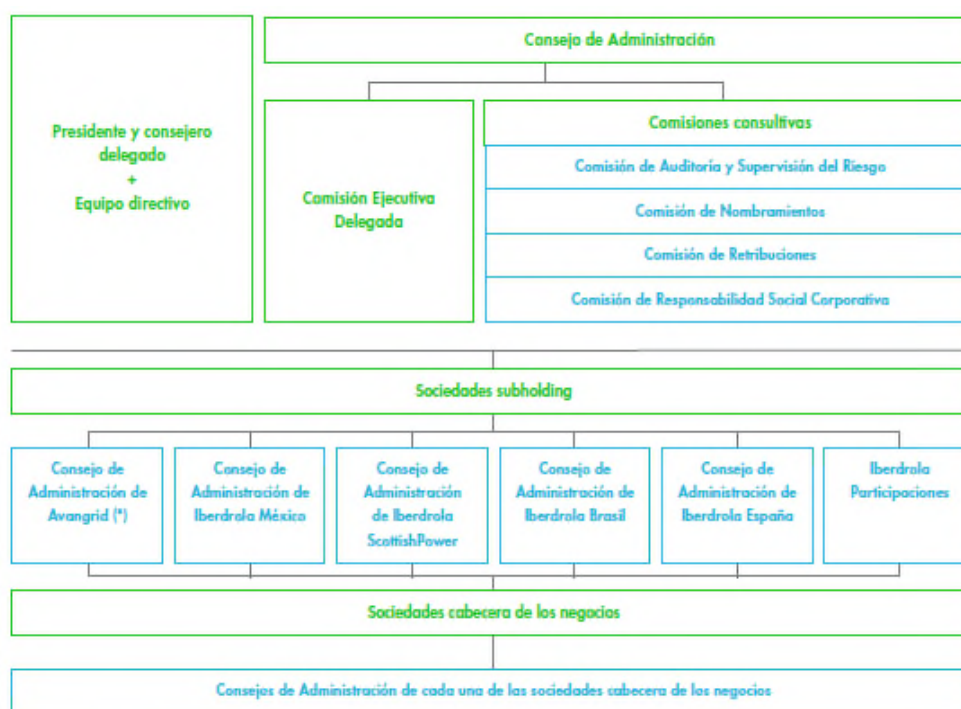 Consejo de Administración
Presidente y consejero
delegado
+
Equipo directivo
Comisión Ejecutiva
Delegada
Comisiones consultivas
Comisión de Auditoría y Supervisión del Riesgo
Comisión de Nombramientos
Comisión de Retribuciones
Comisión de Responsabilidad Social Corporativa
Sociedades subholding
Consejo de
Administración de
Avangrid (*)
Consejo de
Administración de
Iberdrola México
Consejo de
Administración
de Iberdrola
ScottishPower
Consejo de
Administración de
Iberdrola Brasil
Consejo de
Administración de
Iberdrola España
Iberdrola
Participaciones
Sociedades cabecera de los negocios
Consejos de Administración de cada una de las sociedades cabecera de los negocios